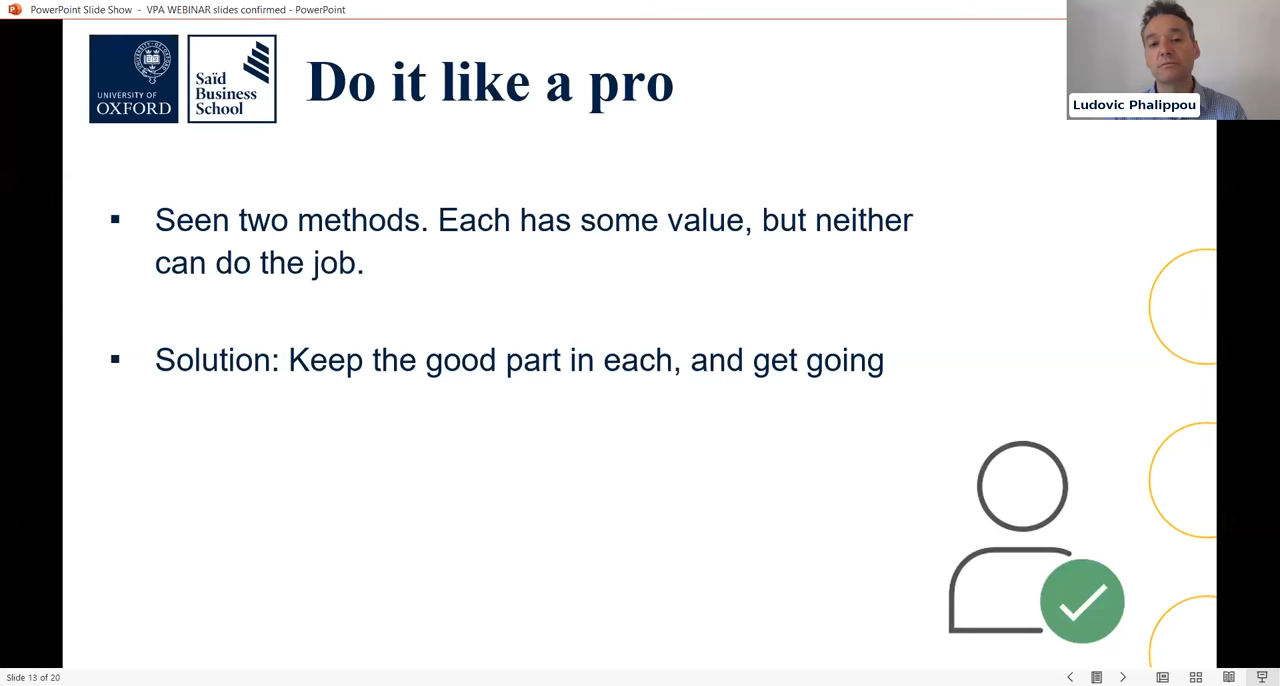 PowerPoint Slide Show - VPA WEBINAR slides confirmed - PowerPoint
UNIVERSITY OF
OXFORD
Saïd
Business
School
Do it like a pro
Ludovic Phalippou
▪ Seen two methods. Each has some value, but neither
can do the job.
▪ Solution: Keep the good part in each, and get going
Slide 13 of 20